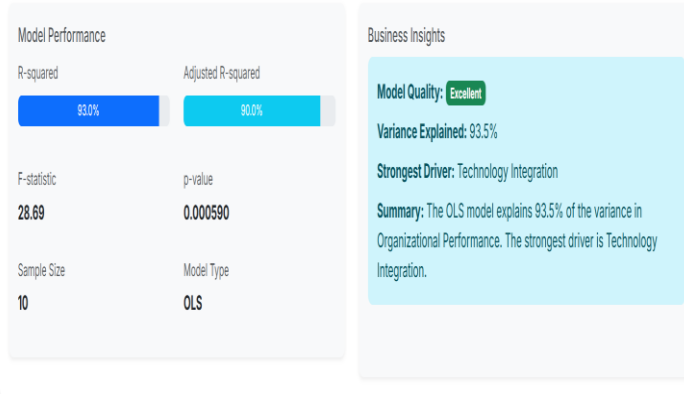 Model Performance
R-squared
Adjusted R-squared
93.0%
90.0%
F-statistic
p-value
28.69
0.000590
Sample Size
Model Type
10
OLS
Business Insights
Model Quality: Excellent
Variance Explained: 93.5%
Strongest Driver: Technology Integration
Summary: The OLS model explains 93.5% of the variance in
Organizational Performance. The strongest driver is Technology
Integration.